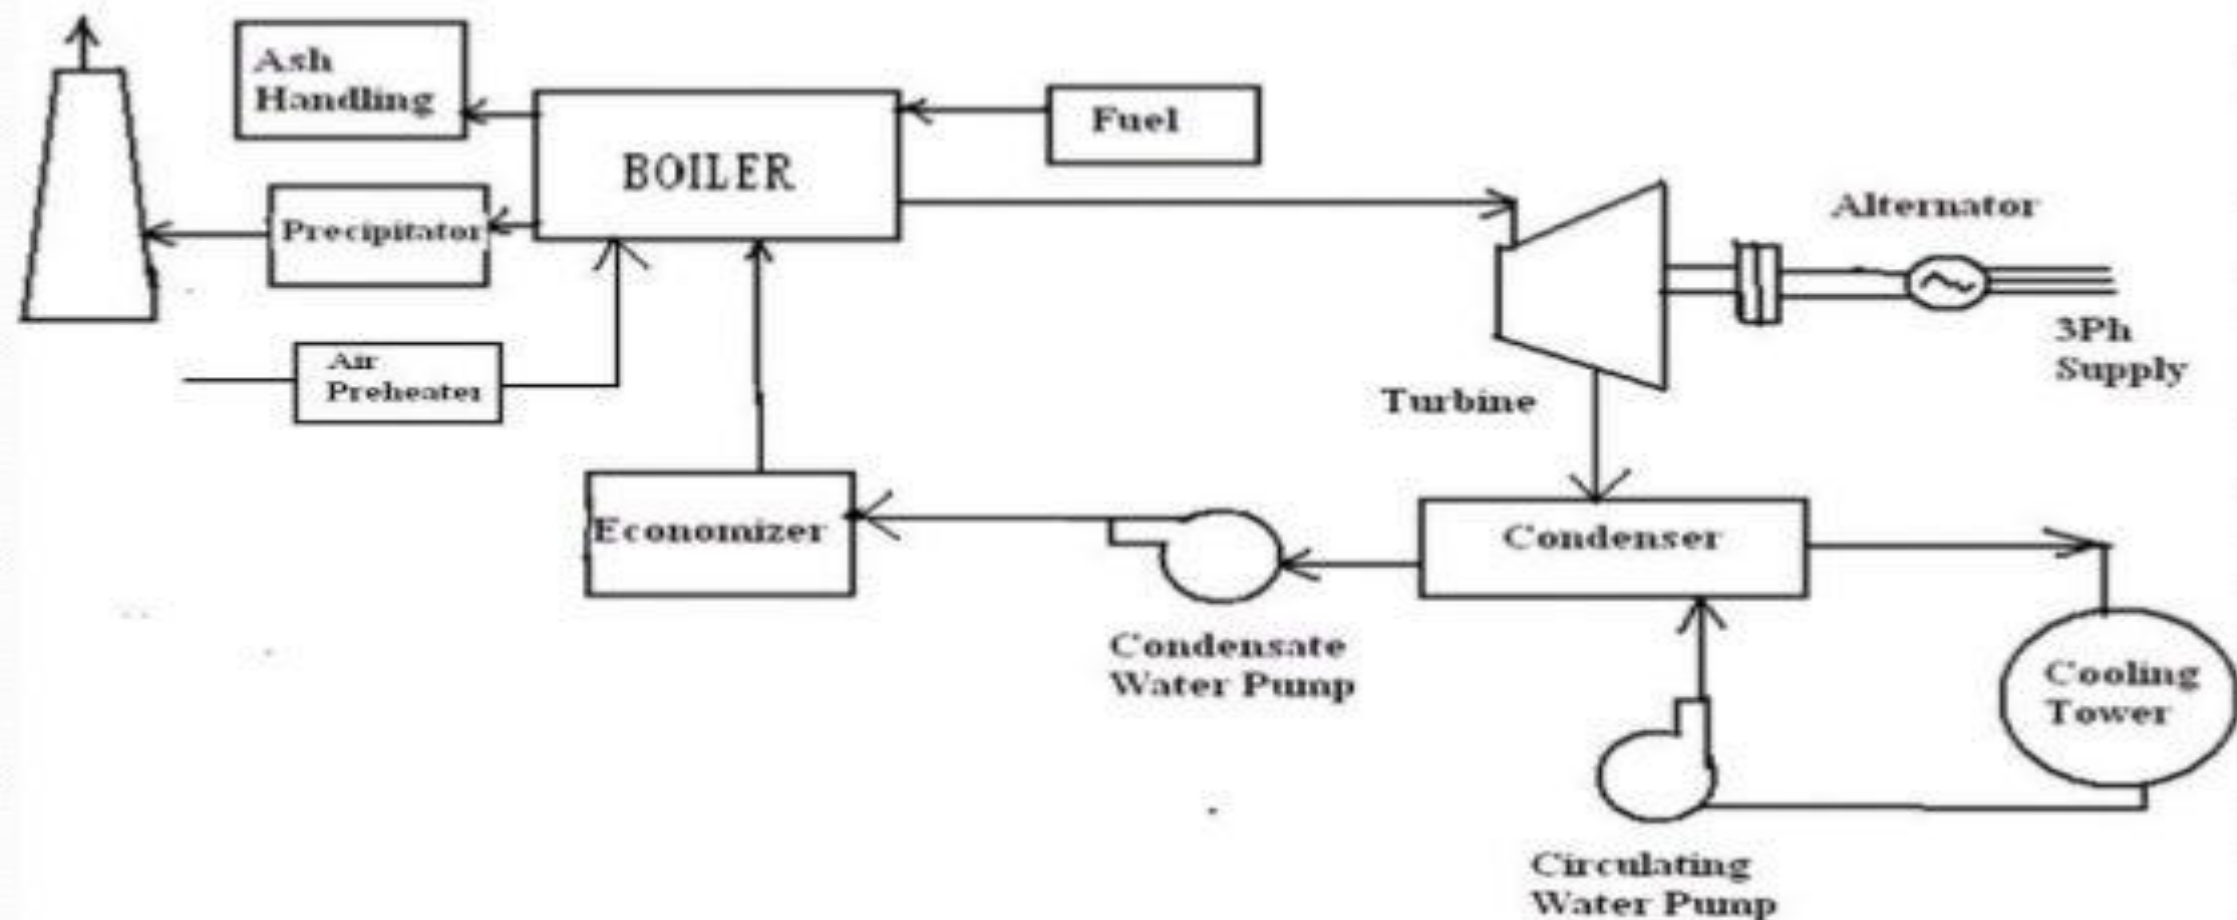 Ash
Handling
BOILER
Fuel
Precipitator
Alternator
Air
Preheater
3Ph
Supply
Turbine
Economizer
Condenser
Condensate
Water Pump
Cooling
Tower
Circulating
Water Pump